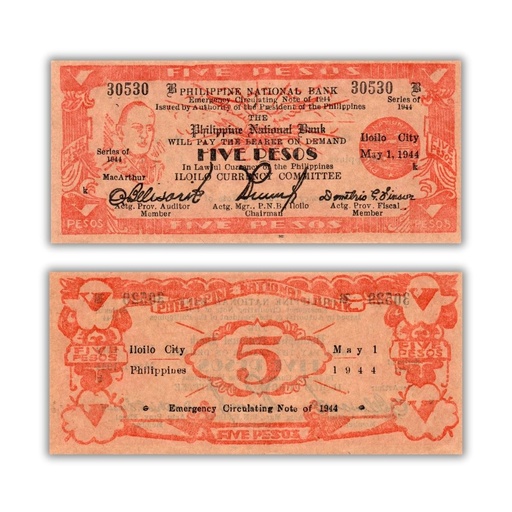 FIVE PESOS
30530 B PHILIPPINE NATIONAL BANK 30530 B
Emergency Circulating Note of 1944
Issued by Authority of the President of the Philippines
Series of
1944
THE
Philippine National Bank
WILL PAY THE BEARER ON DEMAND
FIVE PESOS
In Lawful Currency of the Philippines
ILOILO CURRENCY COMMITTEE
Iloilo City
May 1, 1944
Series of
1944
MacArthur
k
k
Actg. Prov. Auditor
Member
Actg. Mgr., P.N.B. Iloilo
Chairman
Actg. Prov. Fiscal
Member
PESOS FIVE PESOS PESOS
FIVE
PESOS
FIVE
PESOS
Iloilo City
Philippines
5
May 1
1944
Emergency Circulating Note of 1944
FIVE PESOS